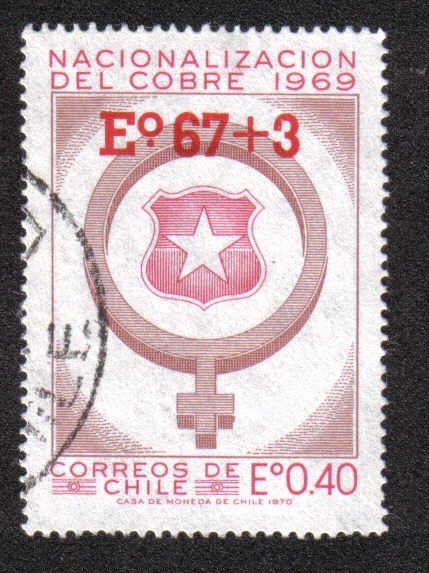 NACIONALIZACION
DEL COBRE 1969
Eº. 67+3
CORREOS DE
CHILE Eº0.40
CASA DE MONEDA DE CHILE 1970